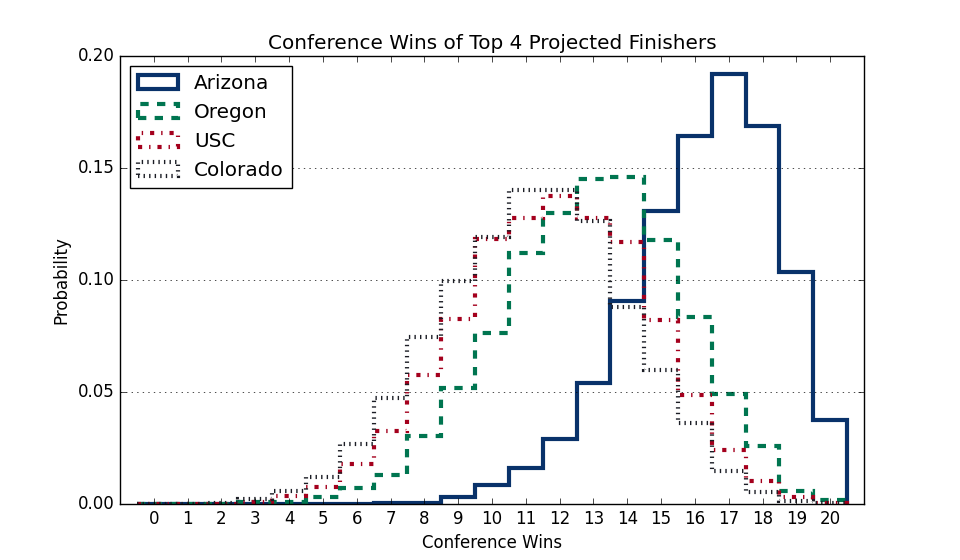 Conference Wins of Top 4 Projected Finishers
0.20
Arizona
Oregon
USC
Colorado
0.15
0.10
0.05
0.00
Probability
0 1 2 3 4 5 6 7 8 9 10 11 12 13 14 15 16 17 18 19 20
Conference Wins